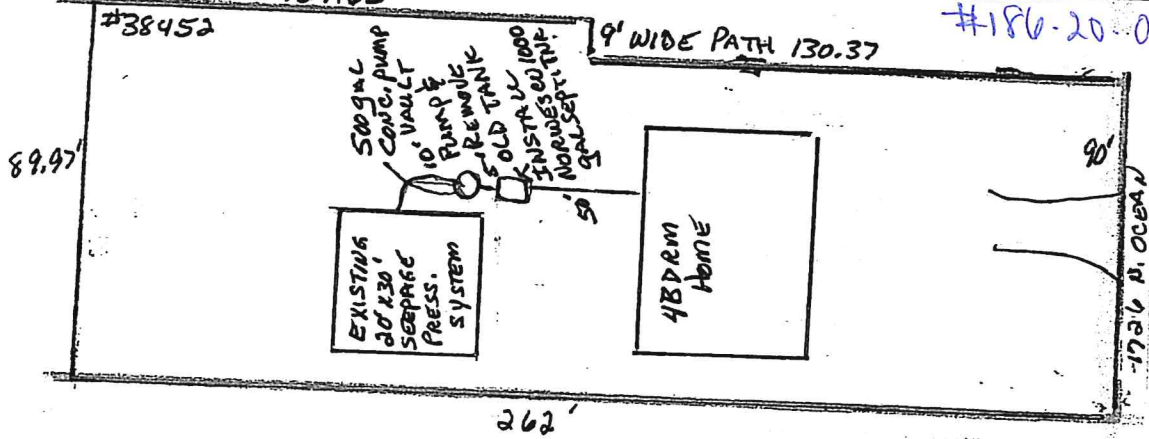 #38452
9' WIDE PATH 130.37
#186-20-0
89.97'
500 gAL
CONC. PUMP
VAULT
10'
PUMP &
REMOVE
OLD TANK
5'
INSTALL
NORWESCO 1000
gAL SEPT. TNK.
50'
EXISTING
20'x30'
SEEPAGE
PRESS.
SYSTEM
4 BDRM
HOME
90'
1726 N. OCEAN
262'